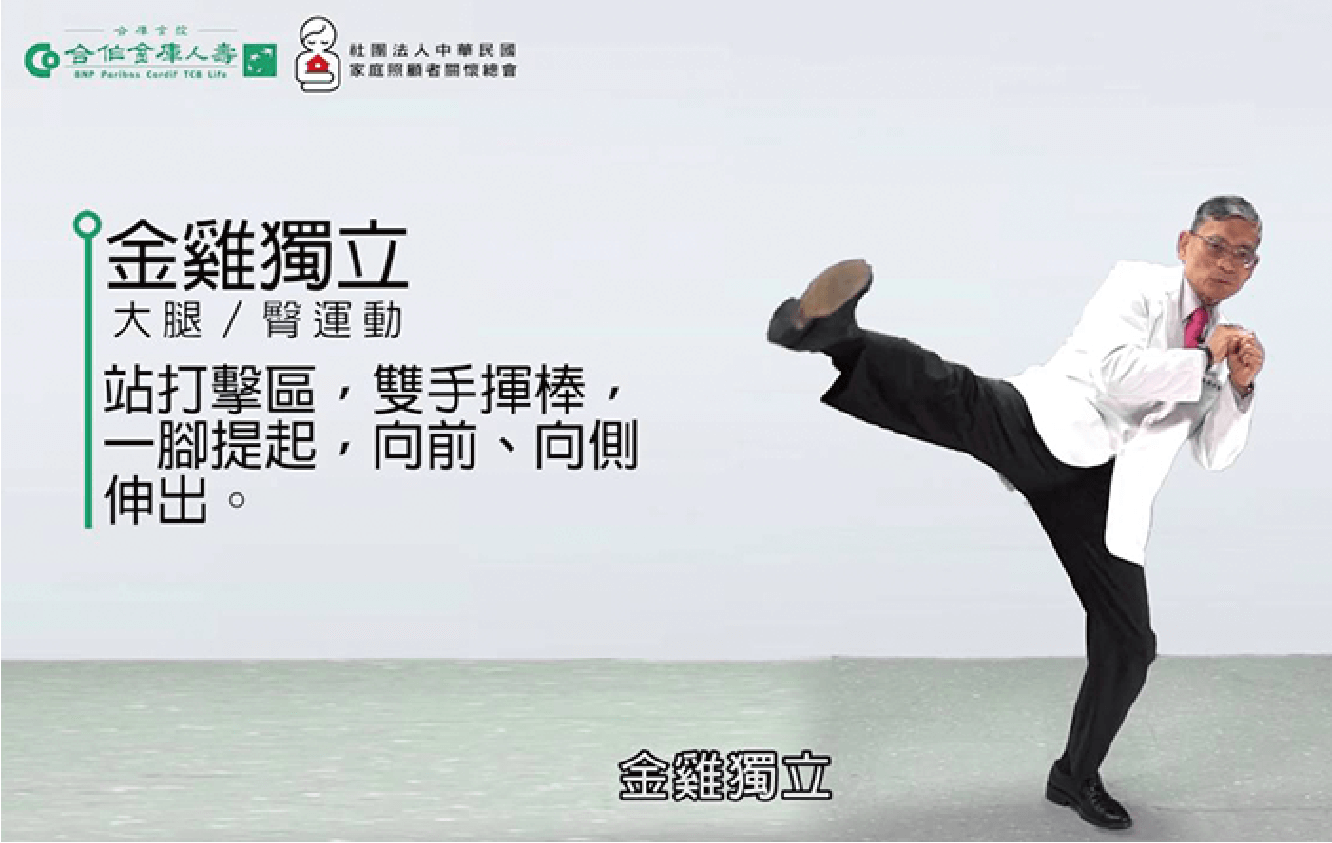 合庫金控
合作金庫人壽
BNP Paribas Cardif TCB Life
社團法人中華民國
家庭照顧者關懷總會
金雞獨立
大腿/臀運動
站打擊區，雙手揮棒，
一腳提起，向前、向側
伸出。
金雞獨立